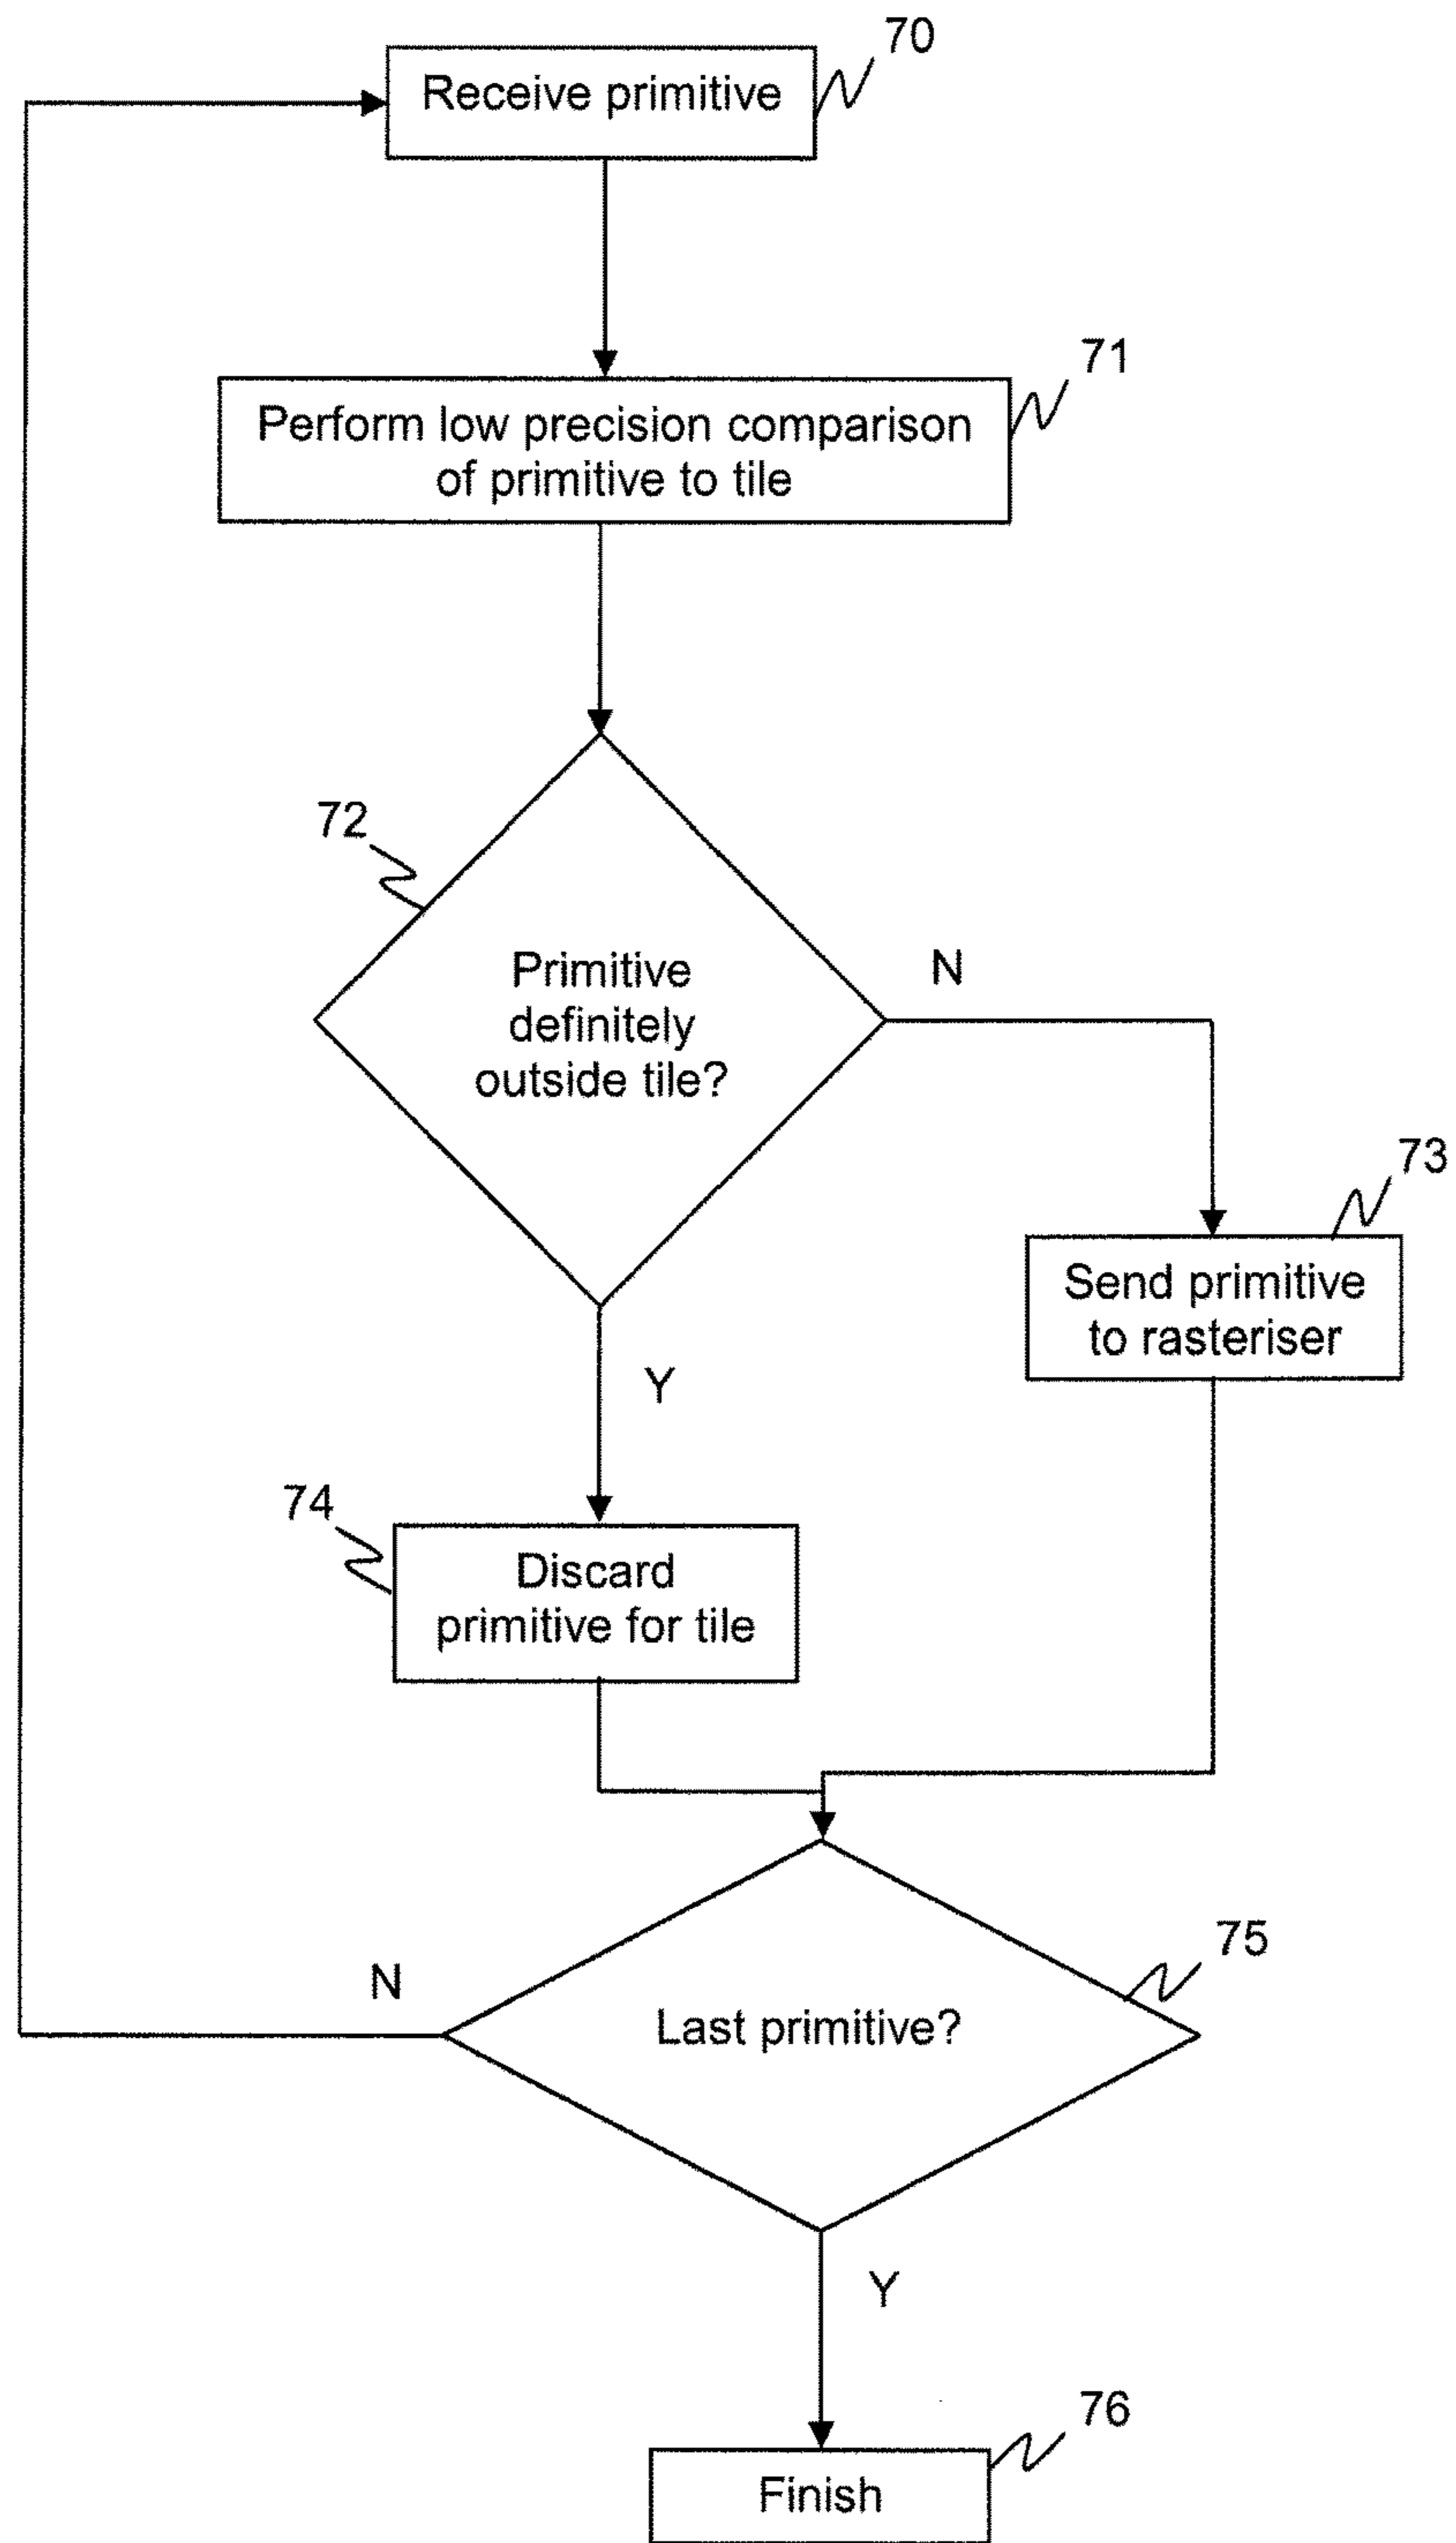 70
Receive primitive
71
Perform low precision comparison
of primitive to tile
72
Primitive
definitely
outside tile?
N
73
Send primitive
to rasteriser
Y
74
Discard
primitive for tile
75
N
Last primitive?
Y
76
Finish